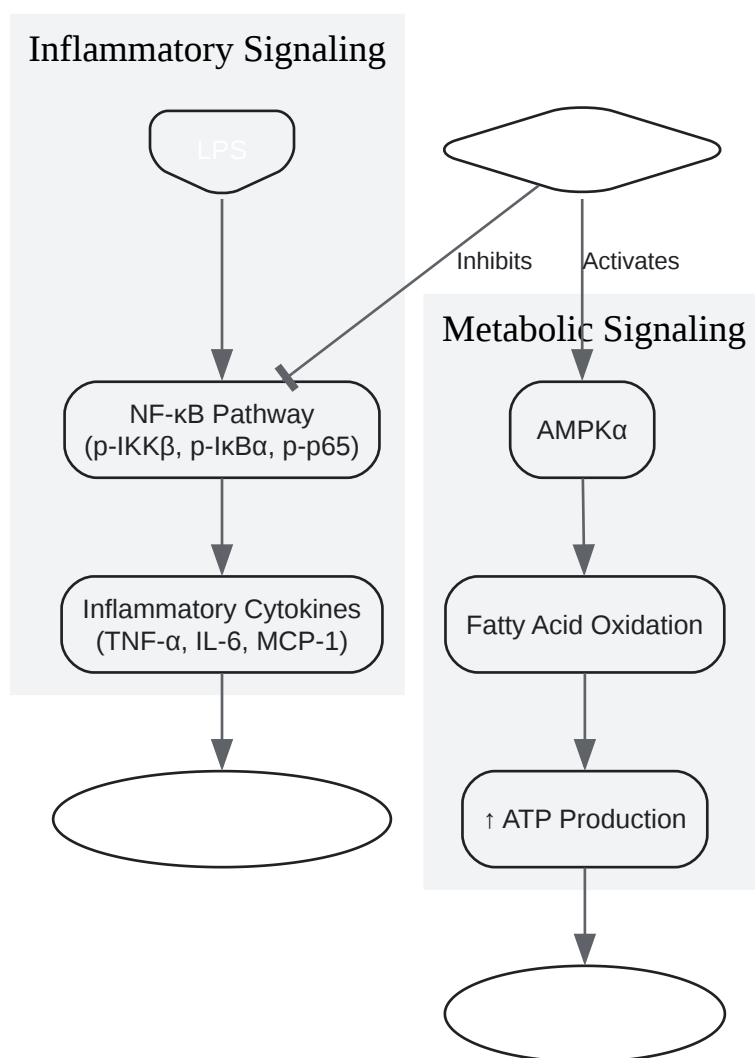 Inflammatory Signaling
LPS
Inhibits
Activates
Metabolic Signaling
NF-κB Pathway
(p-IKKβ, p-IκBα, p-p65)
AMPKα
Inflammatory Cytokines
(TNF-α, IL-6, MCP-1)
Fatty Acid Oxidation
↑ ATP Production